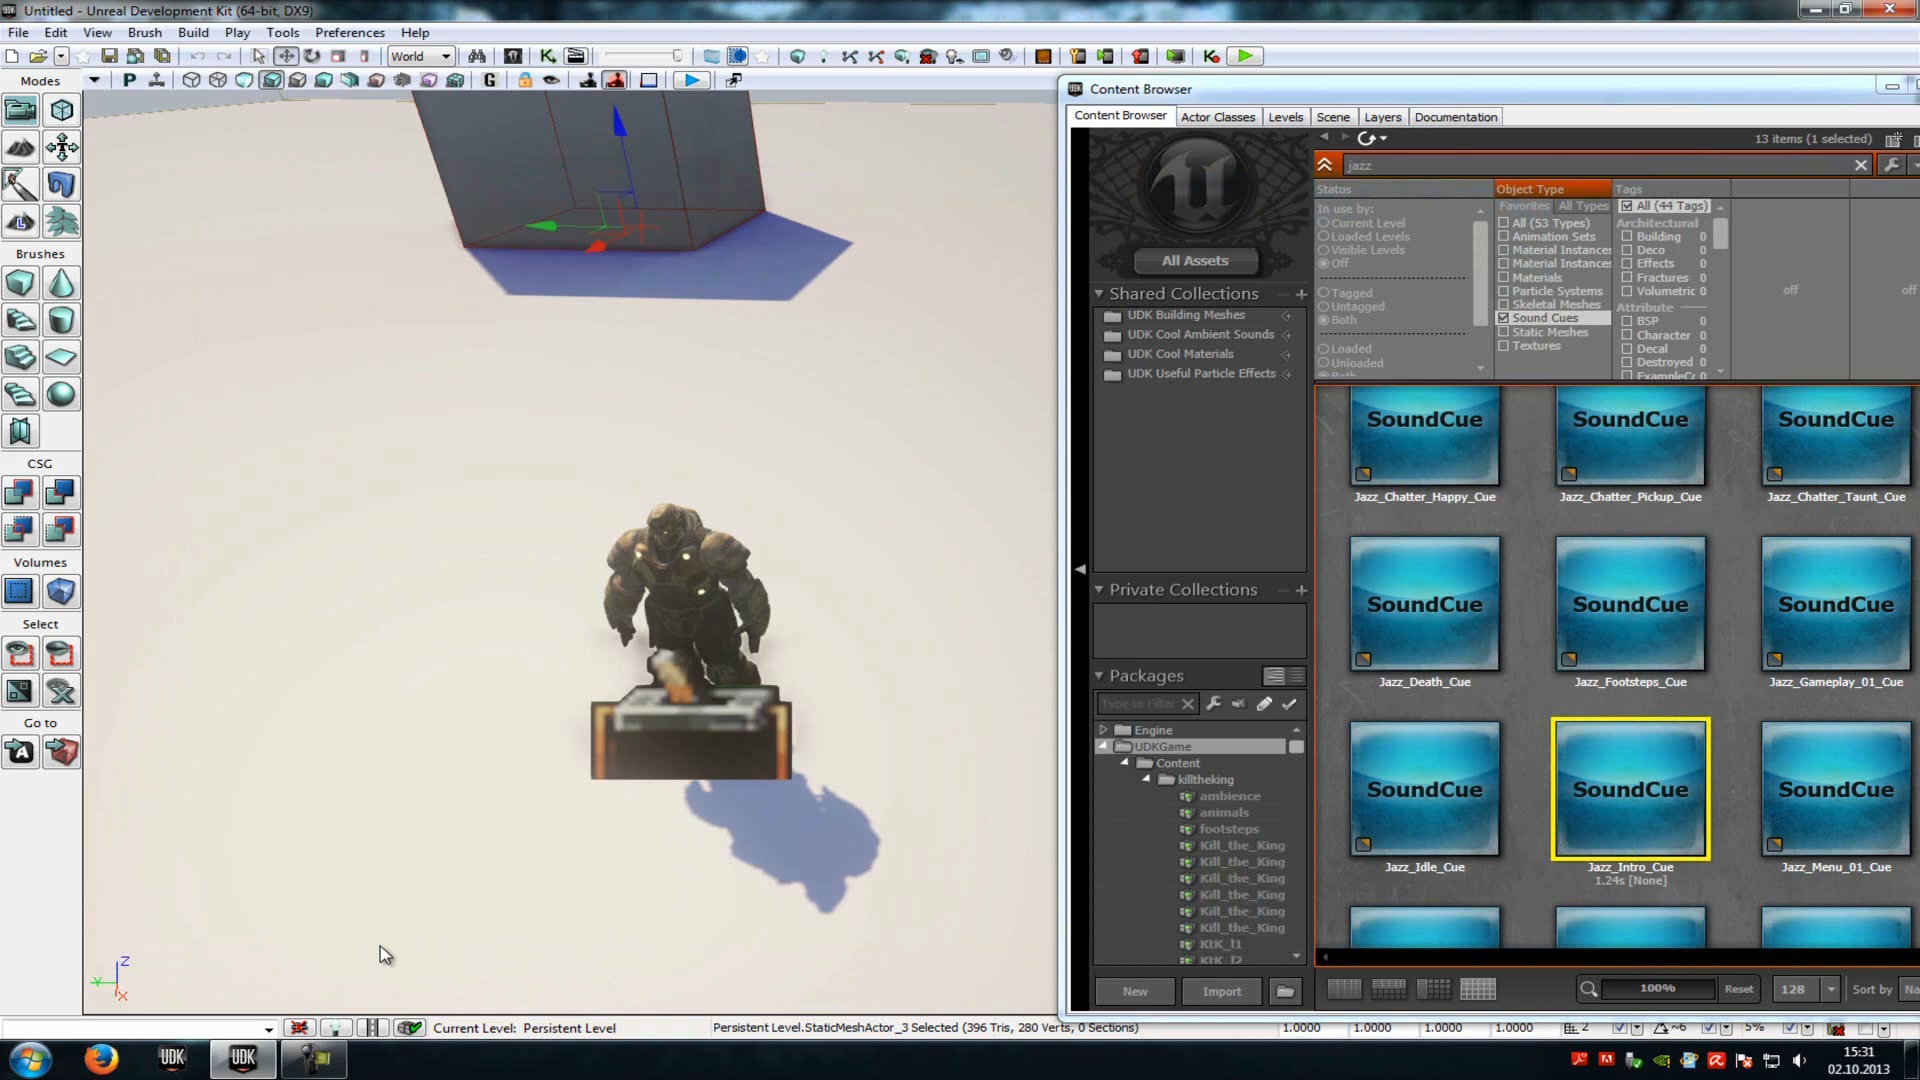 Untitled - Unreal Development Kit (64-bit, DX9)
File Edit View Brush Build Play Tools Preferences Help
World
Modes
P G
Brushes
CSG
Volumes
Select
Go to
Z
Y
X
Current Level: Persistent Level
Persistent Level.StaticMeshActor_3 Selected (396 Tris, 280 Verts, 0 Sections)
1.0000 1.0000 1.0000 1.0000 2 ~6 5%
Content Browser
Content Browser Actor Classes Levels Scene Layers Documentation
13 items (1 selected)
jazz
All Assets
Shared Collections
UDK Building Meshes
UDK Cool Ambient Sounds
UDK Cool Materials
UDK Useful Particle Effects
Private Collections
Packages
Type to Filter
Engine
UDKGame
Content
killtheking
ambience
animals
footsteps
Kill_the_King
Kill_the_King
Kill_the_King
Kill_the_King
Kill_the_King
Kill_the_King
KtK_l1
KtK_l2
New Import
Status
In use by:
Current Level
Loaded Levels
Visible Levels
Off
Tagged
Untagged
Both
Loaded
Unloaded
Both
Object Type
Favorites All Types
All (53 Types)
Animation Sets
Material Instances
Material Instances
Materials
Particle Systems
Skeletal Meshes
Sound Cues
Static Meshes
Textures
Tags
All (44 Tags)
Architectural
Building 0
Deco 0
Effects 0
Fractures 0
Volumetric 0
Attribute
BSP 0
Character 0
Decal 0
Destroyed 0
ExampleCo 0
off off
SoundCue SoundCue SoundCue
Jazz_Chatter_Happy_Cue Jazz_Chatter_Pickup_Cue Jazz_Chatter_Taunt_Cue
SoundCue SoundCue SoundCue
Jazz_Death_Cue Jazz_Footsteps_Cue Jazz_Gameplay_01_Cue
SoundCue SoundCue SoundCue
Jazz_Idle_Cue Jazz_Intro_Cue Jazz_Menu_01_Cue
1.24s [None]
100% Reset 128 Sort by Na
UDK UDK
15:31
02.10.2013